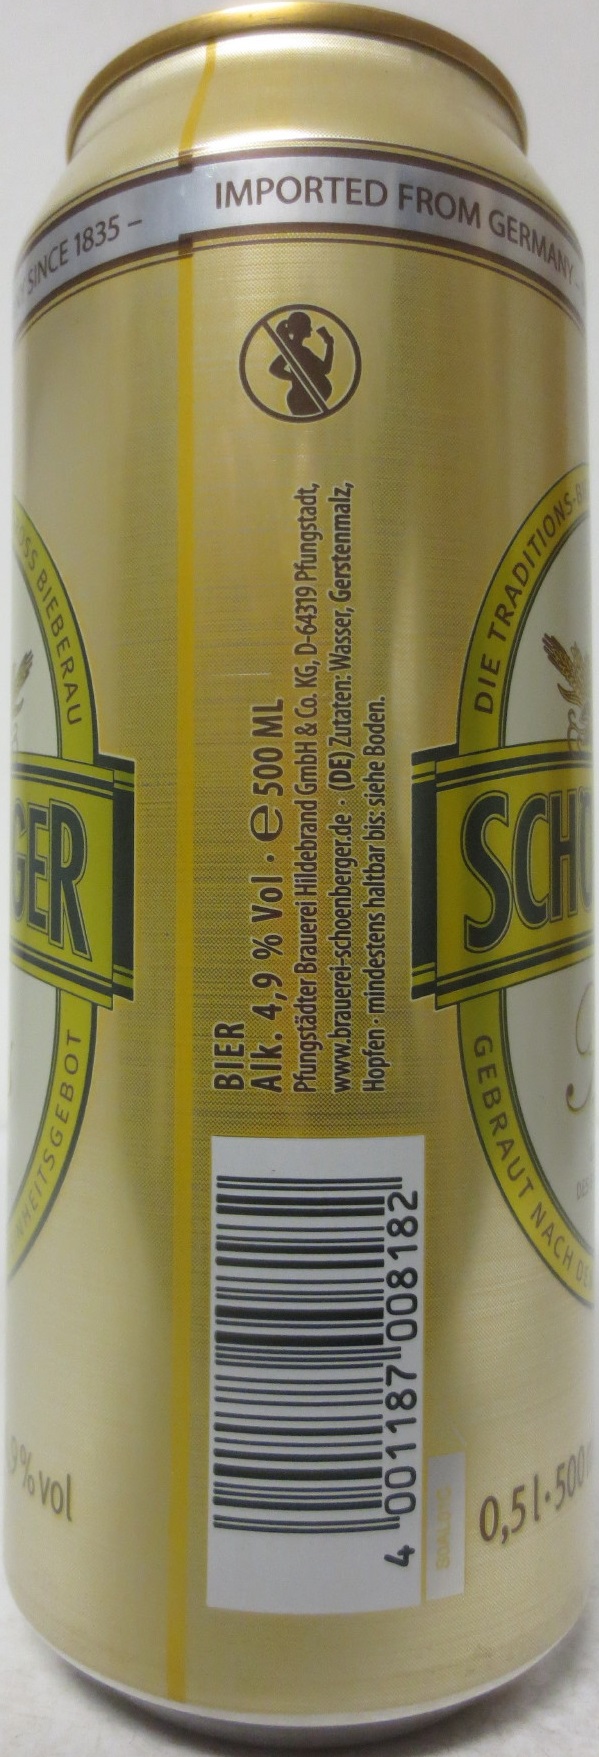 SINCE 1835 –
IMPORTED FROM GERMANY –
BIER
Alk. 4,9 % Vol · e 500 ML
Pfungstädter Brauerei Hildebrand GmbH & Co. KG, D-64319 Pfungstadt,
www.brauerei-schoenberger.de · (DE) Zutaten: Wasser, Gerstenmalz,
Hopfen · mindestens haltbar bis: siehe Boden.
4 001187 008182
BIEBERAU
GER
NHEITSGEBOT
9 % vol
DIE TRADITIONS-B
SCHÖ
GEBRAUT NACH DE
0,5 l · 500